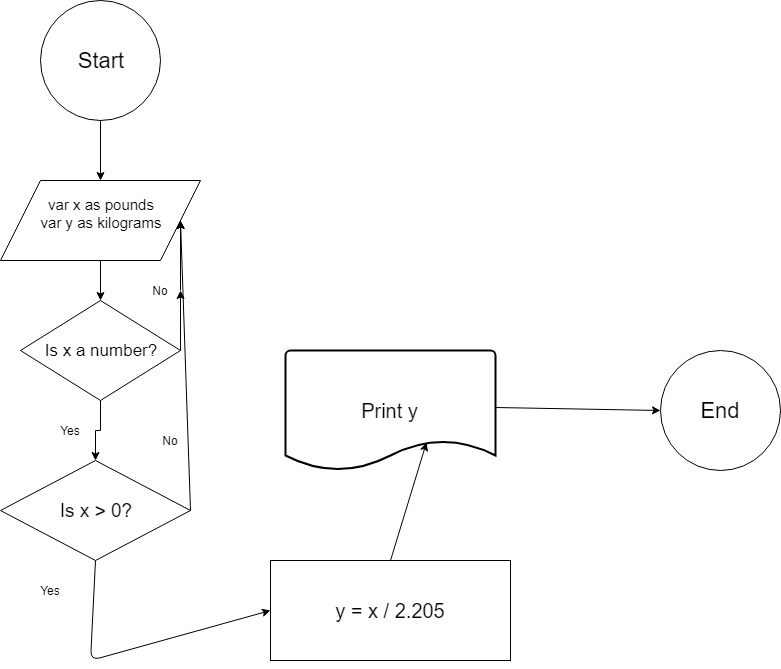 Start
var x as pounds
var y as kilograms
No
Is x a number?
Yes
No
Is x > 0?
Yes
y = x / 2.205
Print y
End